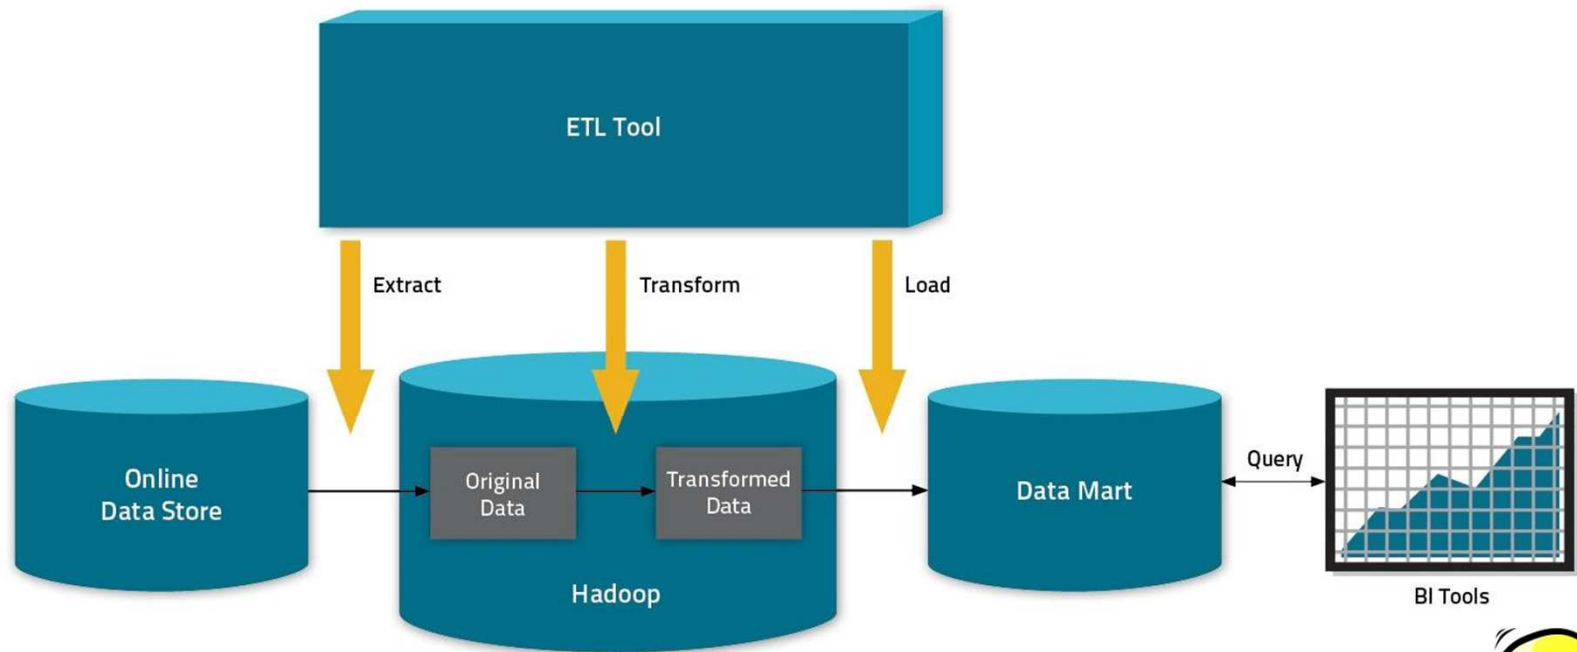 ETL Tool
Extract
Transform
Load
Online
Data Store
Original
Data
Transformed
Data
Hadoop
Data Mart
Query
BI Tools